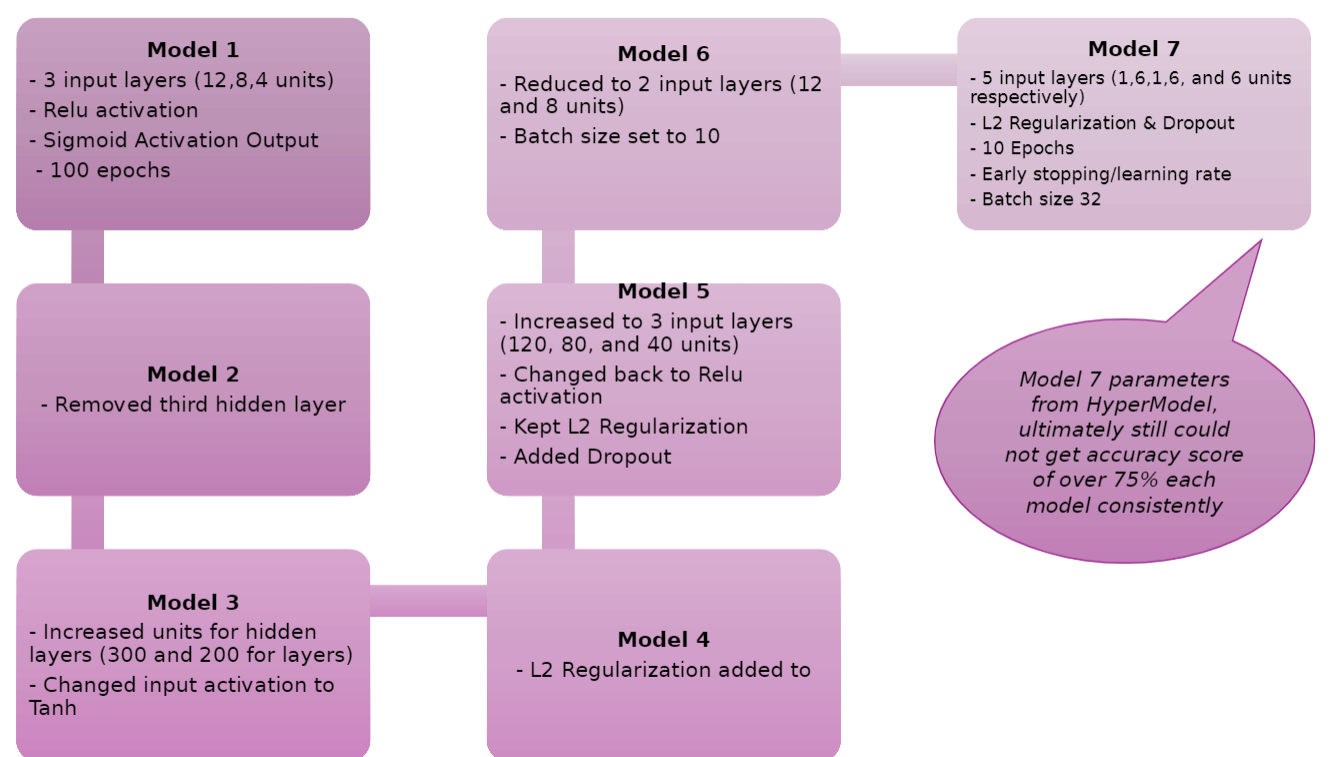 Model 1
- 3 input layers (12,8,4 units)
- Relu activation
- Sigmoid Activation Output
- 100 epochs
Model 2
- Removed third hidden layer
Model 3
- Increased units for hidden
layers (300 and 200 for layers)
- Changed input activation to
Tanh
Model 4
- L2 Regularization added to
Model 5
- Increased to 3 input layers
(120, 80, and 40 units)
- Changed back to Relu
activation
- Kept L2 Regularization
- Added Dropout
Model 6
- Reduced to 2 input layers (12
and 8 units)
- Batch size set to 10
Model 7
- 5 input layers (1,6,1,6, and 6 units
respectively)
- L2 Regularization & Dropout
- 10 Epochs
- Early stopping/learning rate
- Batch size 32
Model 7 parameters
from HyperModel,
ultimately still could
not get accuracy score
of over 75% each
model consistently